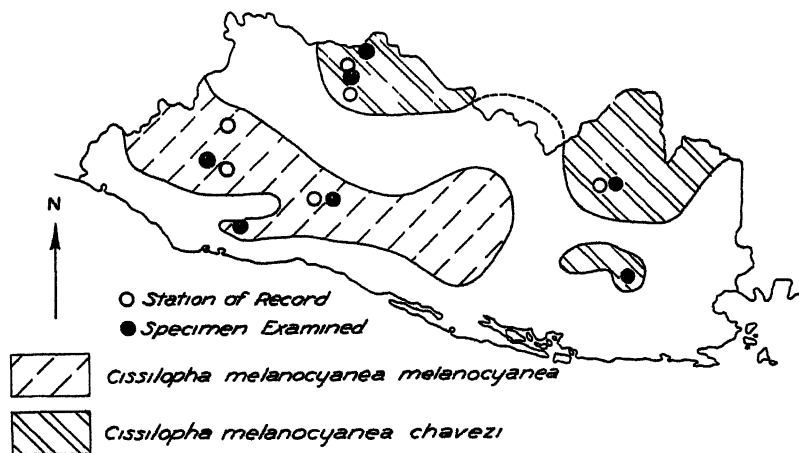 N
Station of Record
Specimen Examined
Cissilopha melanocyanea melanocyanea
Cissilopha melanocyanea chavezi